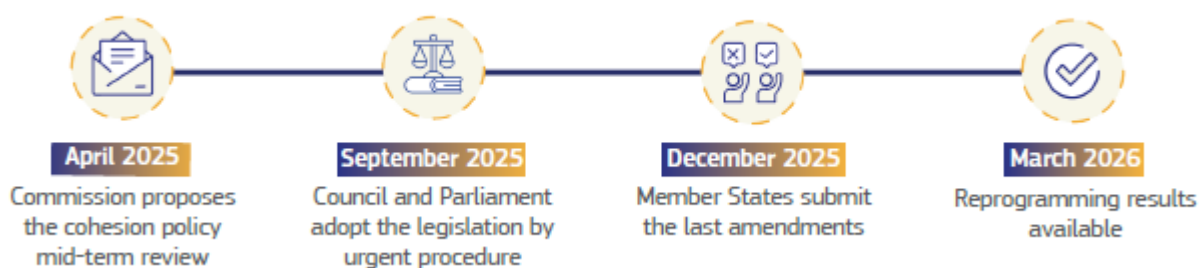 April 2025
Commission proposes
the cohesion policy
mid-term review
September 2025
Council and Parliament
adopt the legislation by
urgent procedure
December 2025
Member States submit
the last amendments
March 2026
Reprogramming results
available